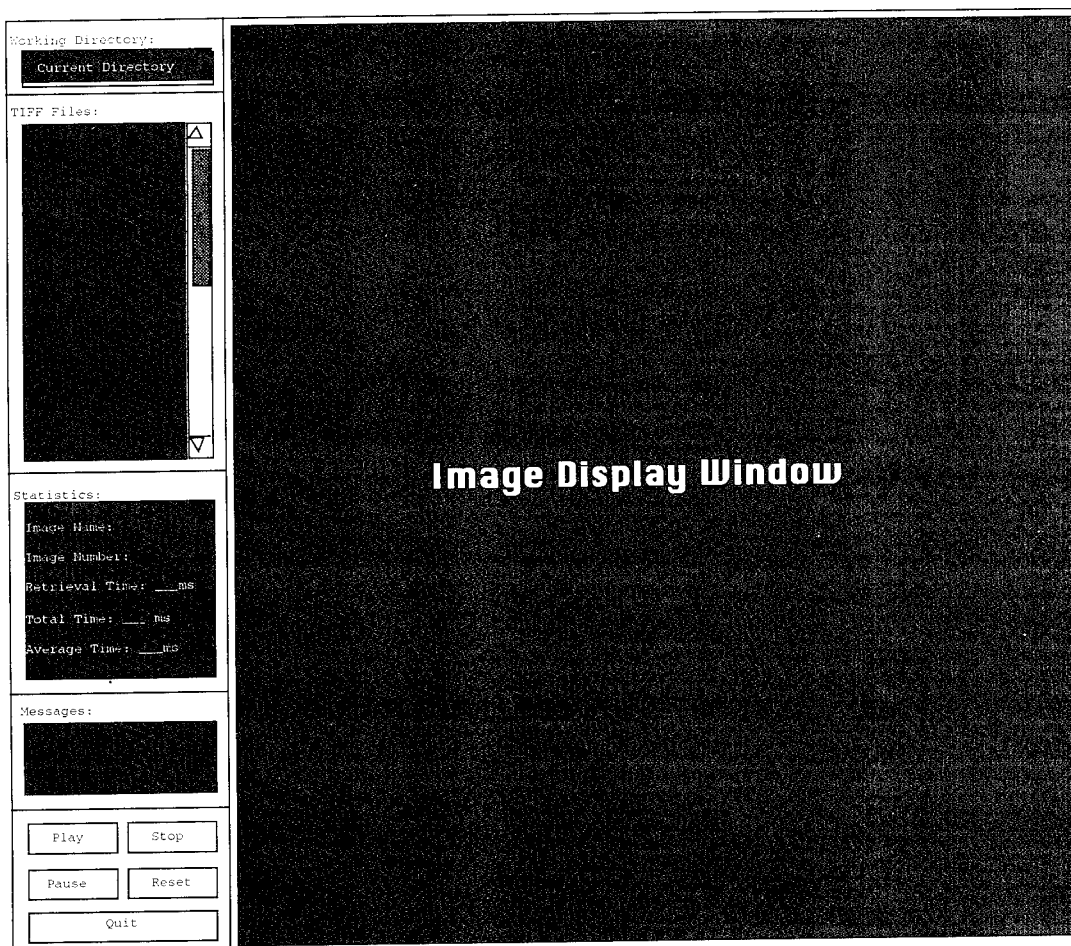 Working Directory:
Current Directory
TIFF Files:
Statistics:
Image Name:
Image Number:
Retrieval Time: ___ms
Total Time: ___ ms
Average Time: ___ms
Messages:
Play Stop
Pause Reset
Quit
Image Display Window